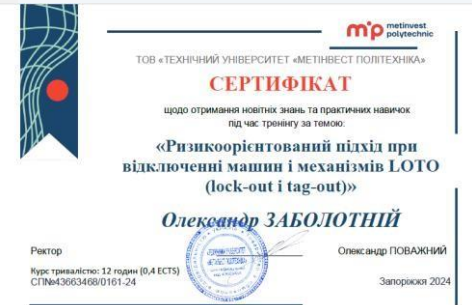 metinvest
polytechnic
ТОВ «ТЕХНІЧНИЙ УНІВЕРСИТЕТ «МЕТІНВЕСТ ПОЛІТЕХНІКА»
СЕРТИФІКАТ
щодо отримання новітніх знань та практичних навичок
під час тренінгу за темою:
«Ризикоорієнтований підхід при
відключенні машин і механізмів LOTO
(lock-out i tag-out)»
Олександр ЗАБОЛОТНІЙ
Ректор
Олександр ПОВАЖНИЙ
Курс тривалістю: 12 годин (0,4 ECTS)
СПNº43663468/0161-24
Запоріжжя 2024